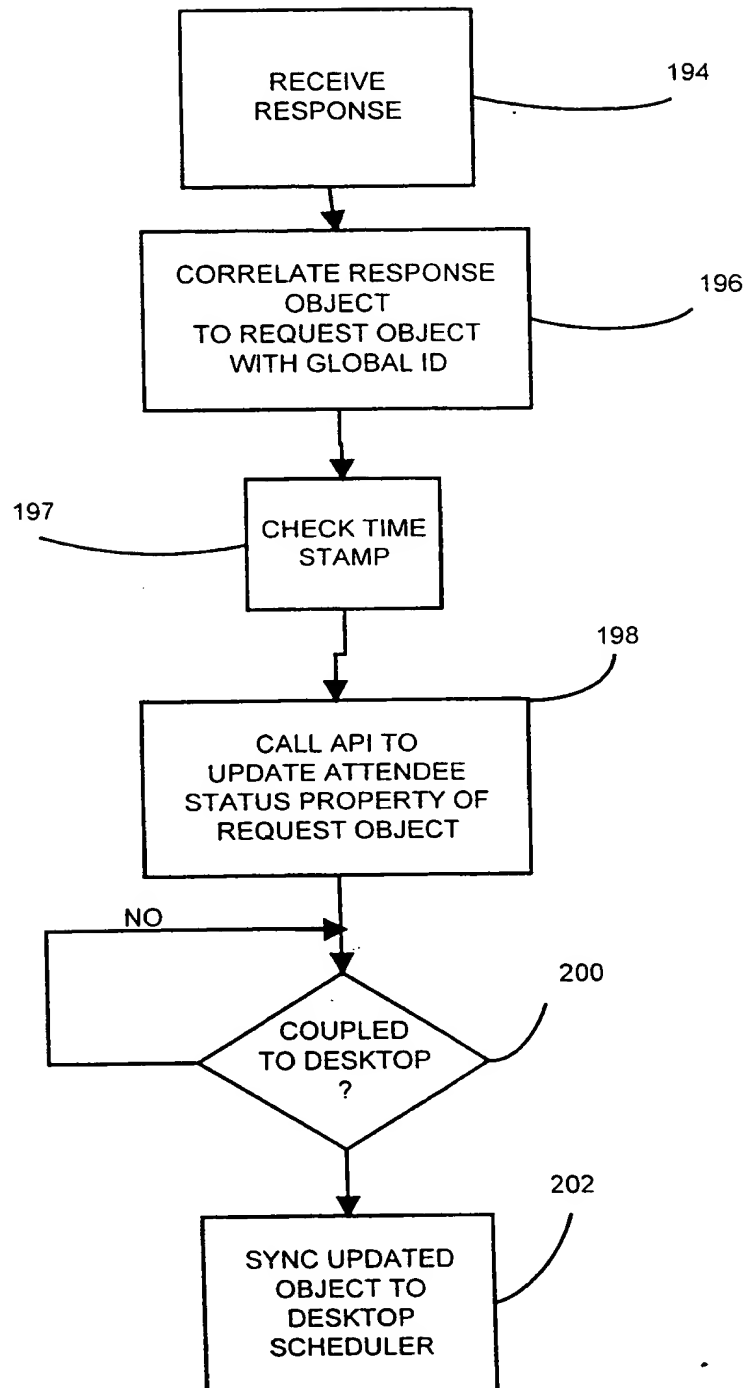 RECEIVE
RESPONSE
194
CORRELATE RESPONSE
OBJECT
TO REQUEST OBJECT
WITH GLOBAL ID
196
197
CHECK TIME
STAMP
198
CALL API TO
UPDATE ATTENDEE
STATUS PROPERTY OF
REQUEST OBJECT
NO
200
COUPLED
TO DESKTOP
?
202
SYNC UPDATED
OBJECT TO
DESKTOP
SCHEDULER